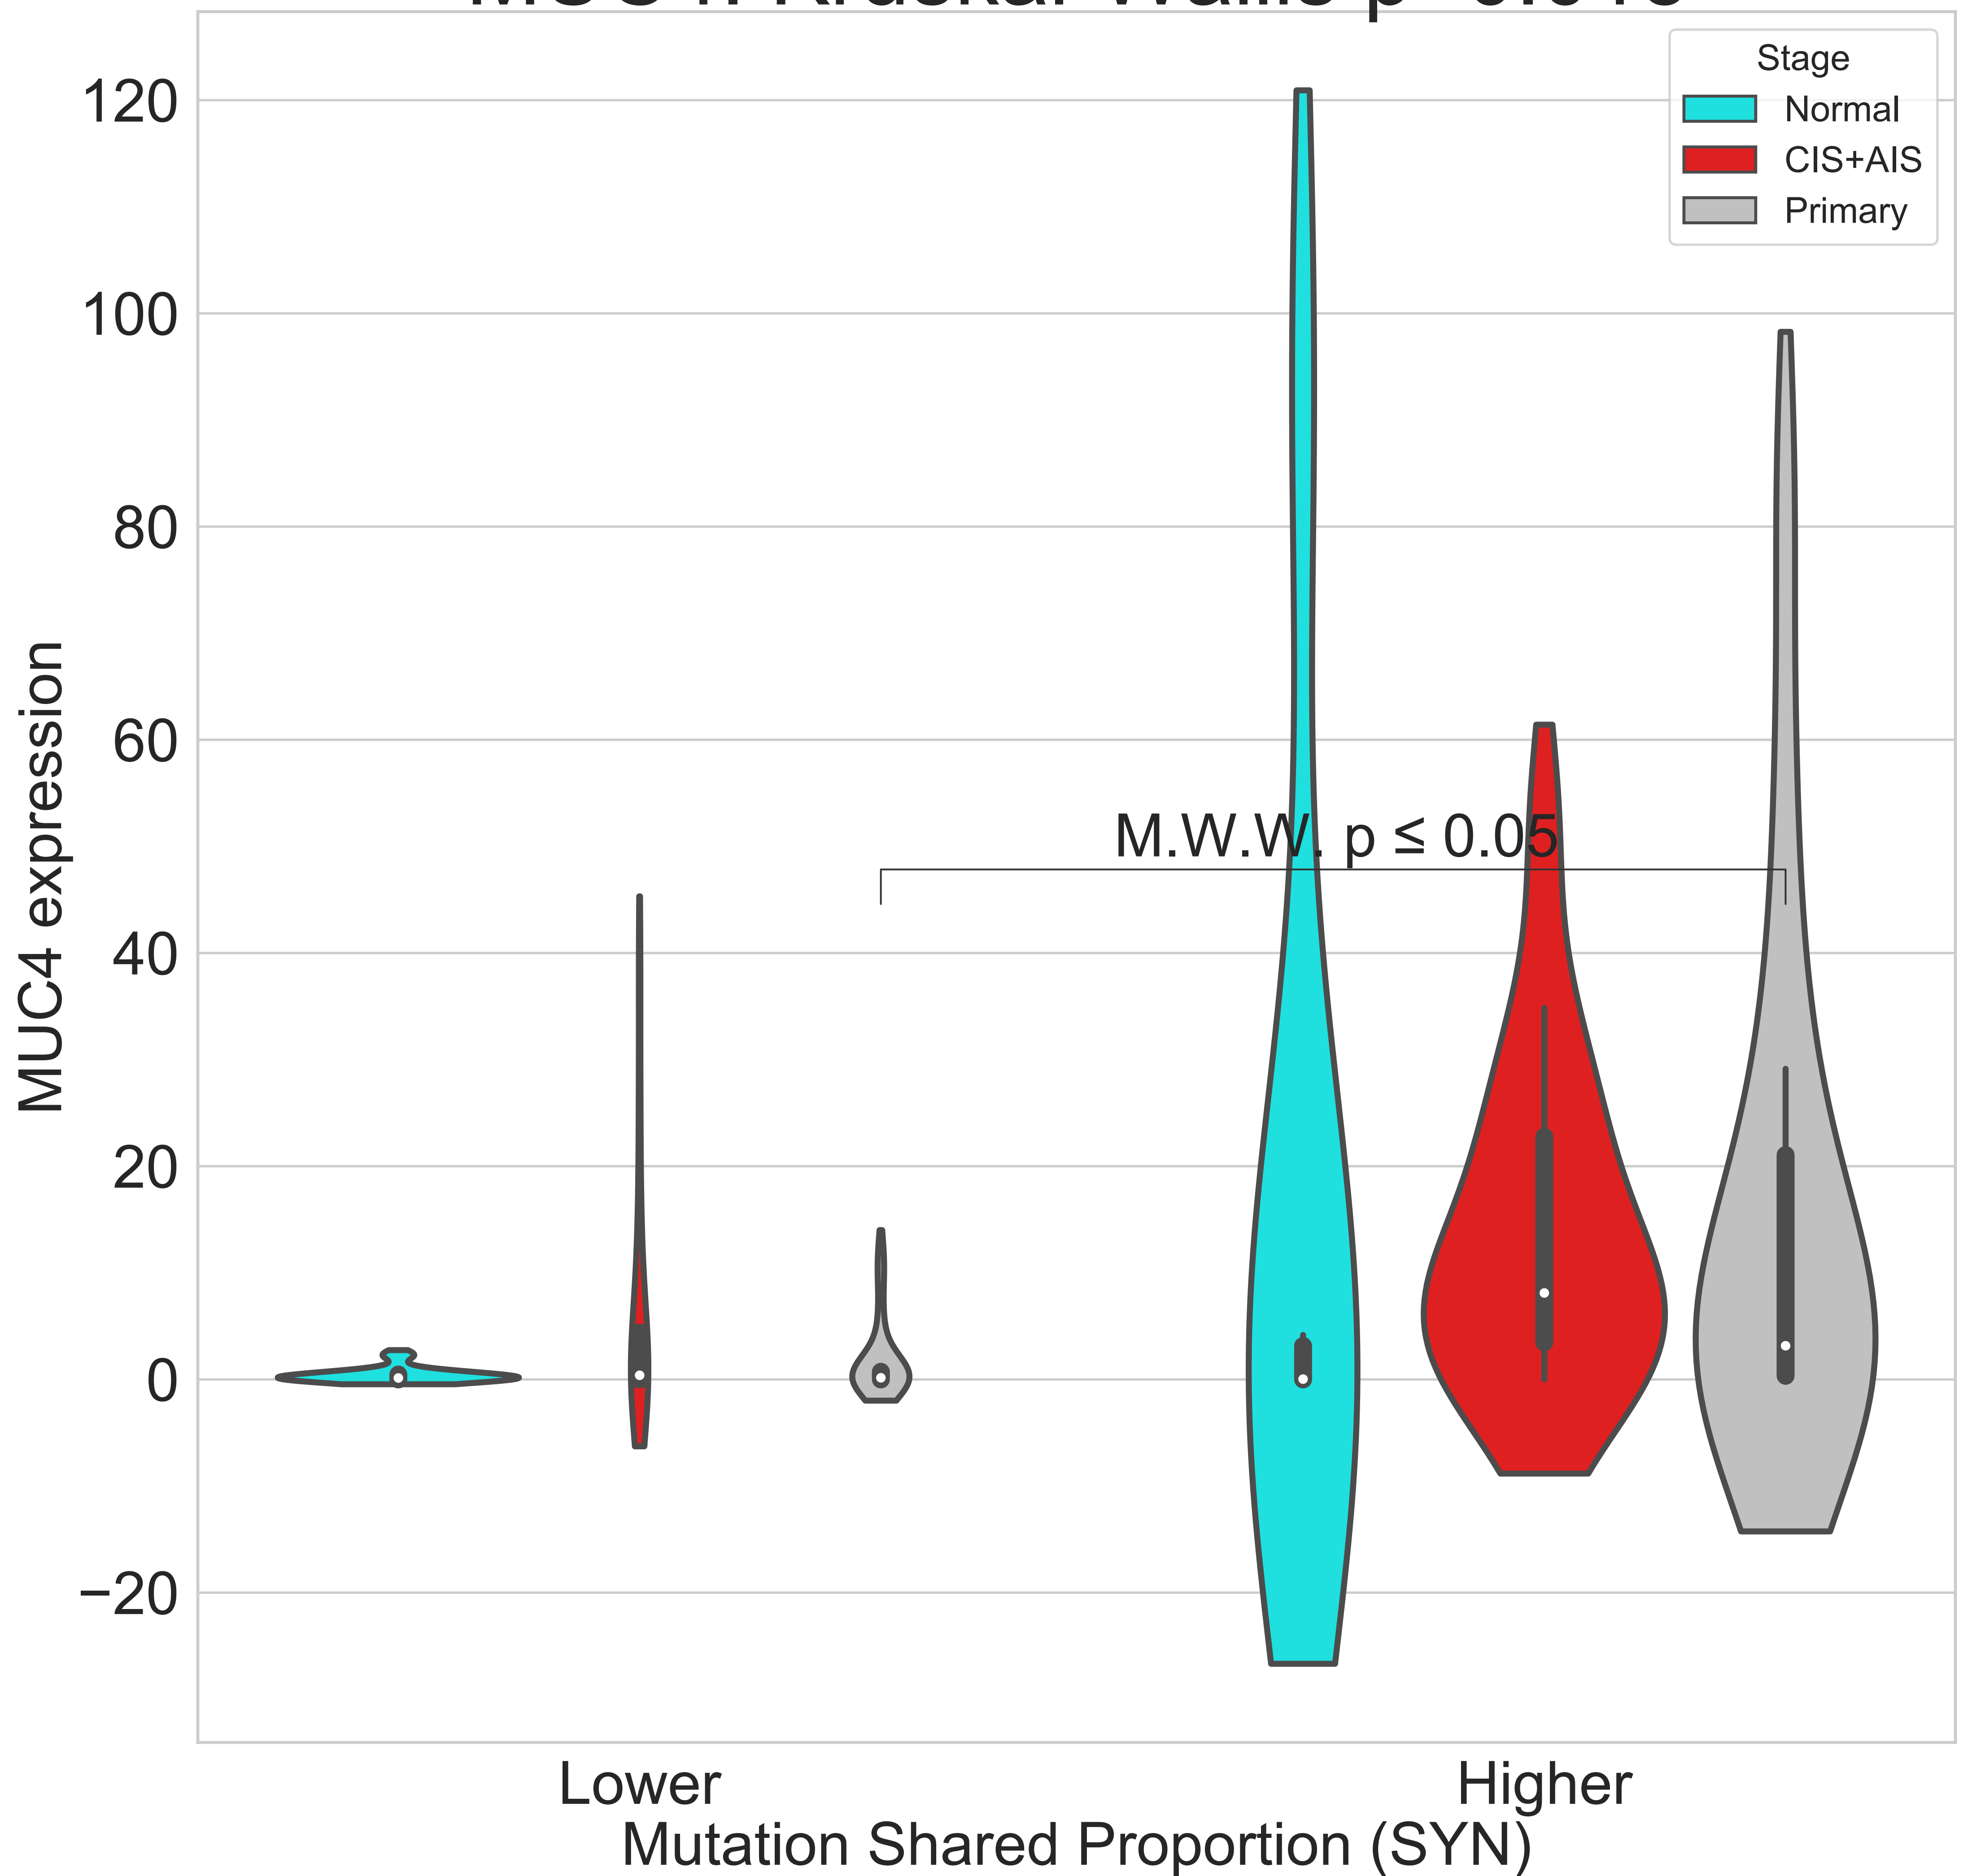 Stage
Normal
CIS+AIS
Primary
120
100
80
60
40
20
0
−20
MUC4 expression
M.W.W. p ≤ 0.05
Lower
Higher
Mutation Shared Proportion (SYN)